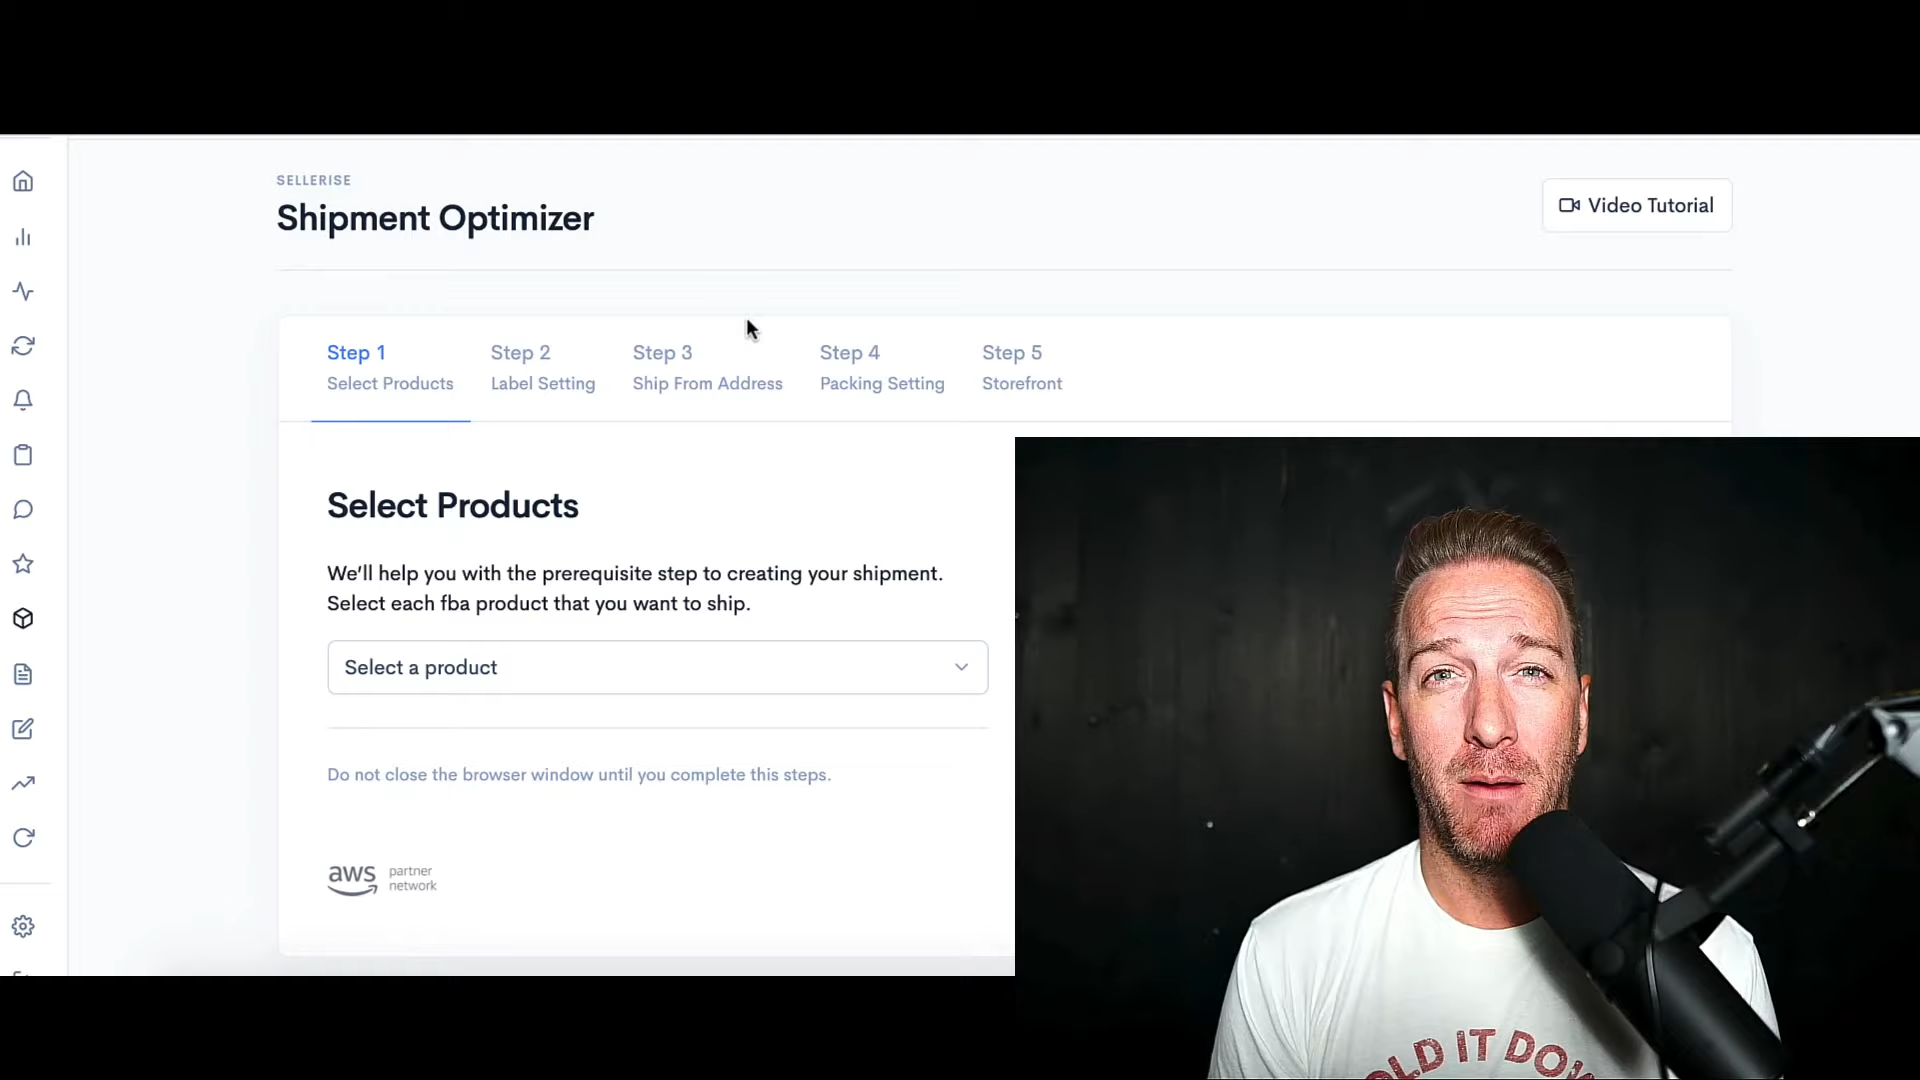 SELLERISE
Shipment Optimizer
Video Tutorial
Step 1
Select Products
Step 2
Label Setting
Step 3
Ship From Address
Step 4
Packing Setting
Step 5
Storefront
Select Products
We’ll help you with the prerequisite step to creating your shipment.
Select each fba product that you want to ship.
Select a product
Do not close the browser window until you complete this steps.
aws partner
network
IT